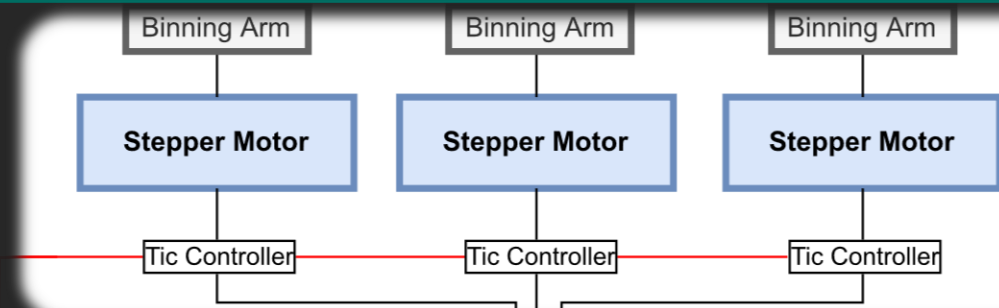 Binning Arm
Binning Arm
Binning Arm
Stepper Motor
Stepper Motor
Stepper Motor
Tic Controller
Tic Controller
Tic Controller